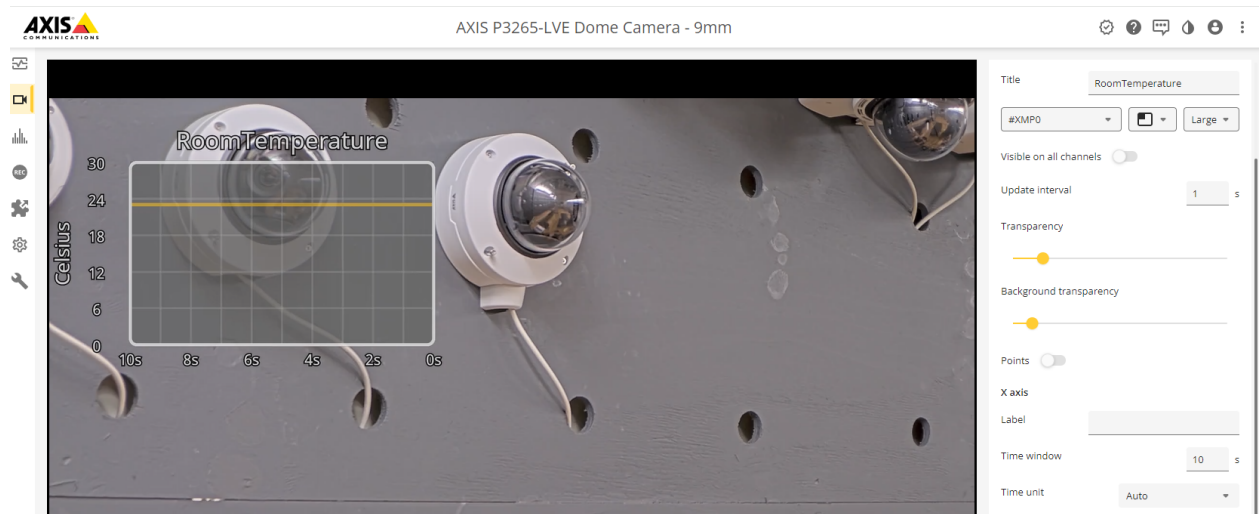 AXIS
COMMUNICATIONS
AXIS P3265-LVE Dome Camera - 9mm
REC
RoomTemperature
30
24
18
12
6
0
Celsius
10s 8s 6s 4s 2s 0s
Title RoomTemperature
#XMP0 Large
Visible on all channels
Update interval 1 s
Transparency
Background transparency
Points
X axis
Label
Time window 10 s
Time unit Auto